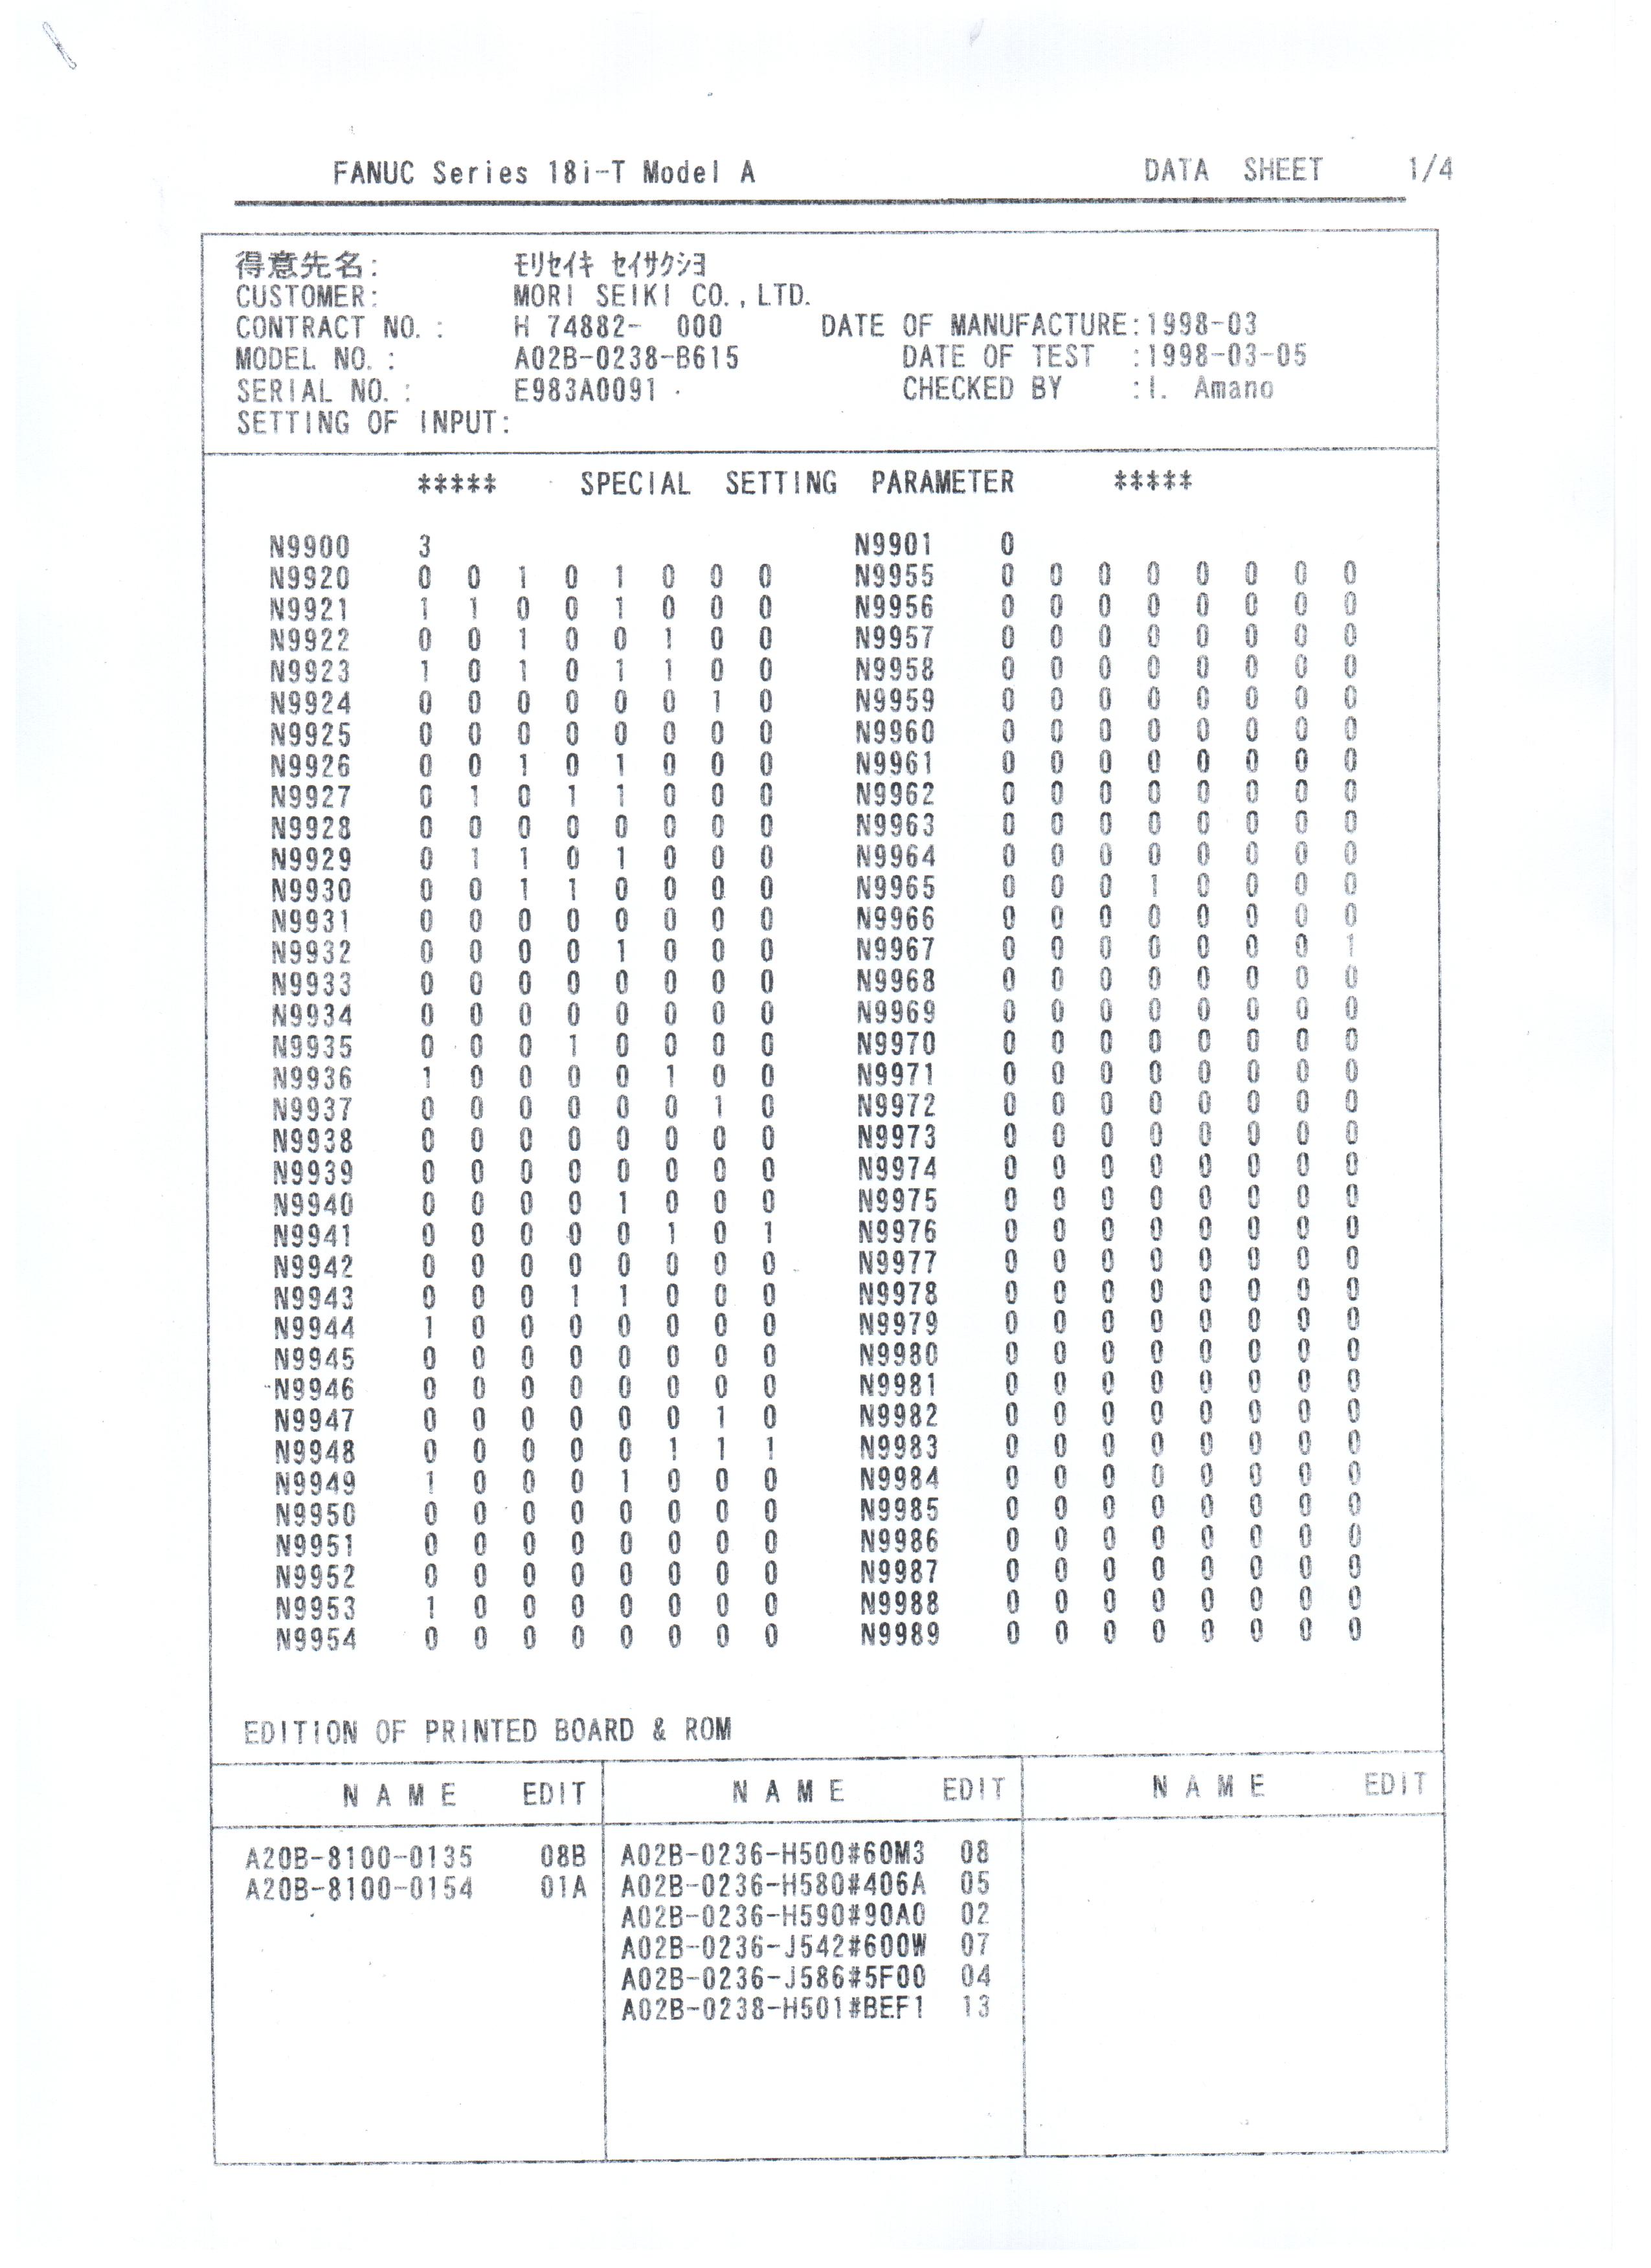 FANUC Series 18i-T Model A DATA SHEET 1/4
得意先名: ﾓﾘｾｲｷ ｾｲｻｸｼﾖ
CUSTOMER: MORI SEIKI CO.,LTD.
CONTRACT NO.: H 74882- 000 DATE OF MANUFACTURE:1998-03
MODEL NO.: A02B-0238-B615 DATE OF TEST :1998-03-05
SERIAL NO.: E983A0091 CHECKED BY :I. Amano
SETTING OF INPUT:
***** SPECIAL SETTING PARAMETER *****
N9900 3 N9901 0
N9920 0 0 1 0 1 0 0 0 N9955 0 0 0 0 0 0 0 0
N9921 1 1 0 0 1 0 0 0 N9956 0 0 0 0 0 0 0 0
N9922 0 0 1 0 0 1 0 0 N9957 0 0 0 0 0 0 0 0
N9923 1 0 1 0 1 1 0 0 N9958 0 0 0 0 0 0 0 0
N9924 0 0 0 0 0 0 1 0 N9959 0 0 0 0 0 0 0 0
N9925 0 0 0 0 0 0 0 0 N9960 0 0 0 0 0 0 0 0
N9926 0 0 1 0 1 0 0 0 N9961 0 0 0 0 0 0 0 0
N9927 0 1 0 1 1 0 0 0 N9962 0 0 0 0 0 0 0 0
N9928 0 0 0 0 0 0 0 0 N9963 0 0 0 0 0 0 0 0
N9929 0 1 1 0 1 0 0 0 N9964 0 0 0 0 0 0 0 0
N9930 0 0 1 1 0 0 0 0 N9965 0 0 0 1 0 0 0 0
N9931 0 0 0 0 0 0 0 0 N9966 0 0 0 0 0 0 0 0
N9932 0 0 0 0 1 0 0 0 N9967 0 0 0 0 0 0 0 1
N9933 0 0 0 0 0 0 0 0 N9968 0 0 0 0 0 0 0 0
N9934 0 0 0 0 0 0 0 0 N9969 0 0 0 0 0 0 0 0
N9935 0 0 0 1 0 0 0 0 N9970 0 0 0 0 0 0 0 0
N9936 1 0 0 0 0 1 0 0 N9971 0 0 0 0 0 0 0 0
N9937 0 0 0 0 0 0 1 0 N9972 0 0 0 0 0 0 0 0
N9938 0 0 0 0 0 0 0 0 N9973 0 0 0 0 0 0 0 0
N9939 0 0 0 0 0 0 0 0 N9974 0 0 0 0 0 0 0 0
N9940 0 0 0 0 1 0 0 0 N9975 0 0 0 0 0 0 0 0
N9941 0 0 0 0 0 1 0 1 N9976 0 0 0 0 0 0 0 0
N9942 0 0 0 0 0 0 0 0 N9977 0 0 0 0 0 0 0 0
N9943 0 0 0 1 1 0 0 0 N9978 0 0 0 0 0 0 0 0
N9944 1 0 0 0 0 0 0 0 N9979 0 0 0 0 0 0 0 0
N9945 0 0 0 0 0 0 0 0 N9980 0 0 0 0 0 0 0 0
N9946 0 0 0 0 0 0 0 0 N9981 0 0 0 0 0 0 0 0
N9947 0 0 0 0 0 0 1 0 N9982 0 0 0 0 0 0 0 0
N9948 0 0 0 0 0 1 1 1 N9983 0 0 0 0 0 0 0 0
N9949 1 0 0 0 1 0 0 0 N9984 0 0 0 0 0 0 0 0
N9950 0 0 0 0 0 0 0 0 N9985 0 0 0 0 0 0 0 0
N9951 0 0 0 0 0 0 0 0 N9986 0 0 0 0 0 0 0 0
N9952 0 0 0 0 0 0 0 0 N9987 0 0 0 0 0 0 0 0
N9953 1 0 0 0 0 0 0 0 N9988 0 0 0 0 0 0 0 0
N9954 0 0 0 0 0 0 0 0 N9989 0 0 0 0 0 0 0 0
EDITION OF PRINTED BOARD & ROM
NAME EDIT NAME EDIT NAME EDIT
A20B-8100-0135 08B A02B-0236-H500#60M3 08
A20B-8100-0154 01A A02B-0236-H580#406A 05
A02B-0236-H590#90A0 02
A02B-0236-J542#600W 07
A02B-0236-J586#5F00 04
A02B-0238-H501#BEF1 13